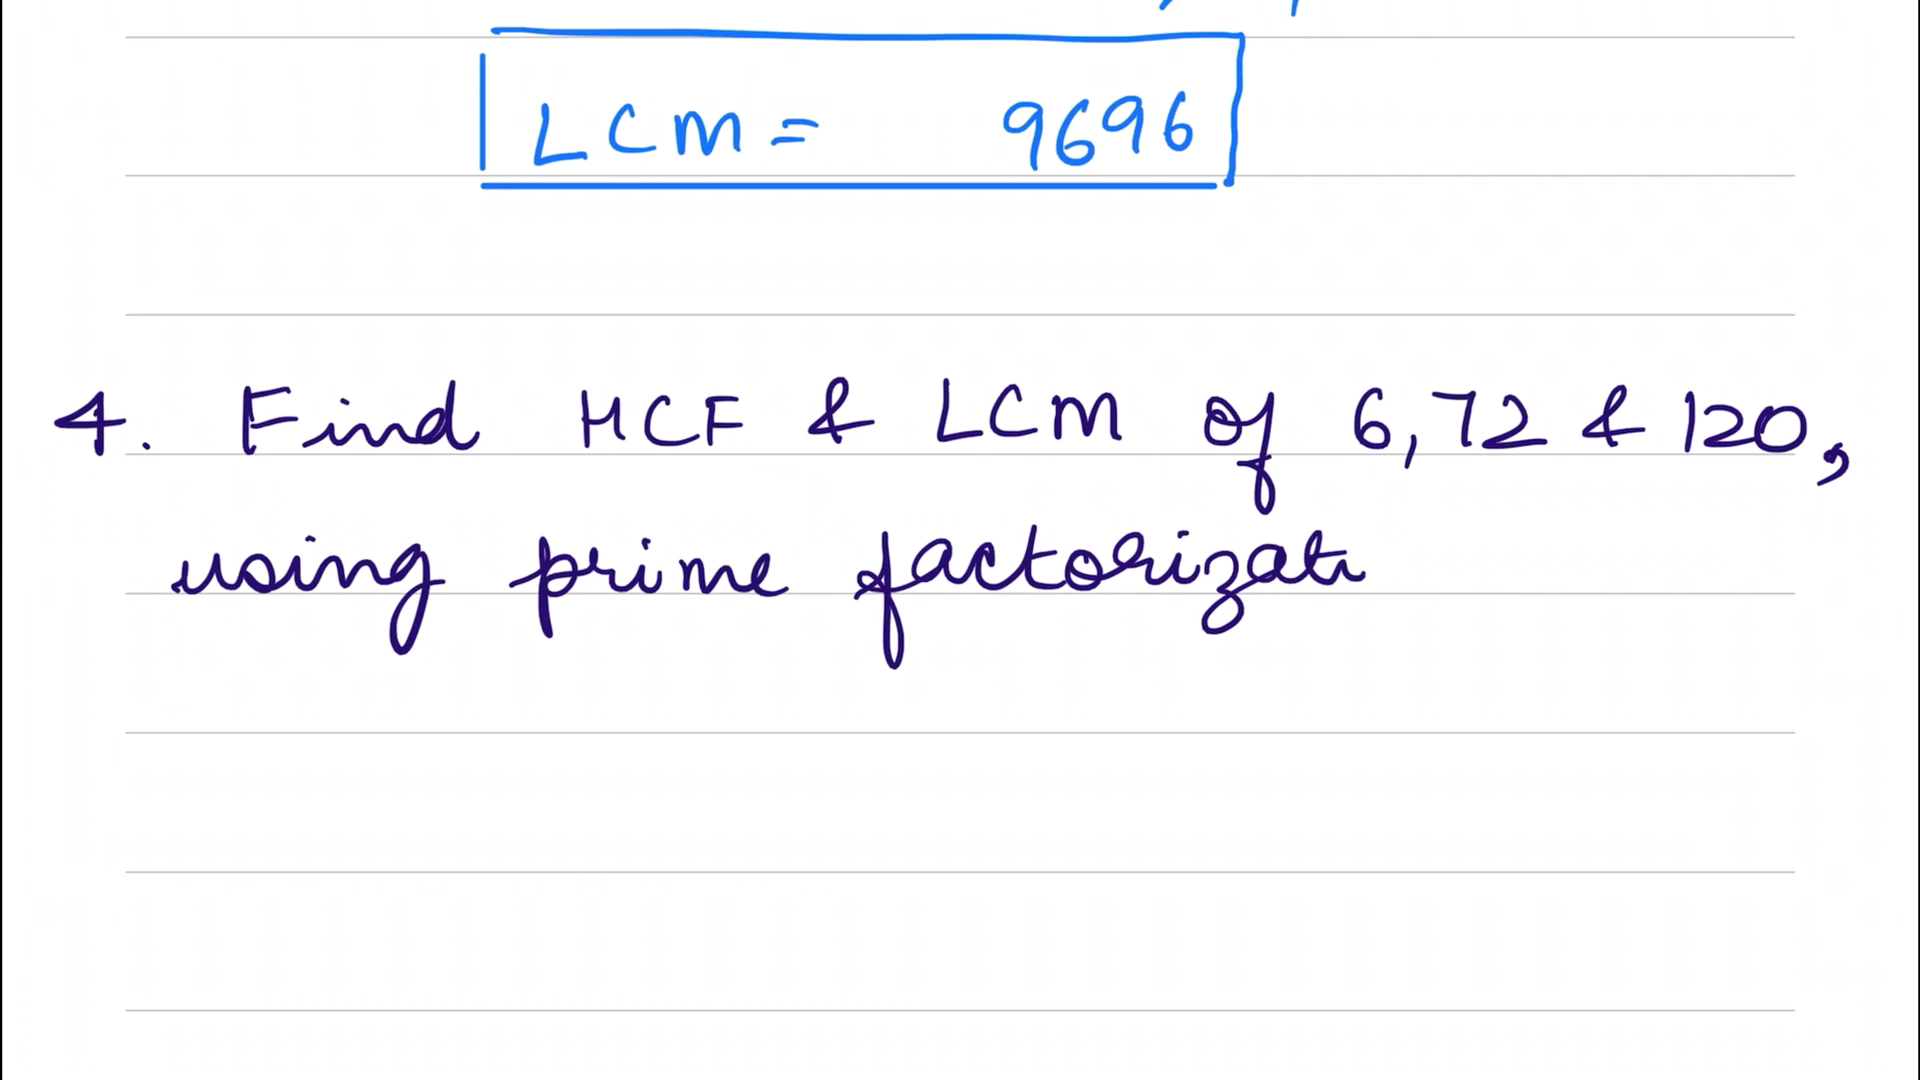 LCM = 9696
4. Find HCF & LCM of 6, 72 & 120,
using prime factorizati